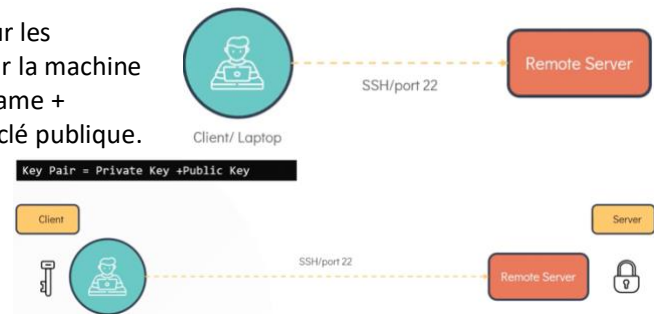 ur les
r la machine
ame +
clé publique.
SSH/port 22
Remote Server
Client/ Laptop
Key Pair = Private Key +Public Key
Client
Server
SSH/port 22
Remote Server